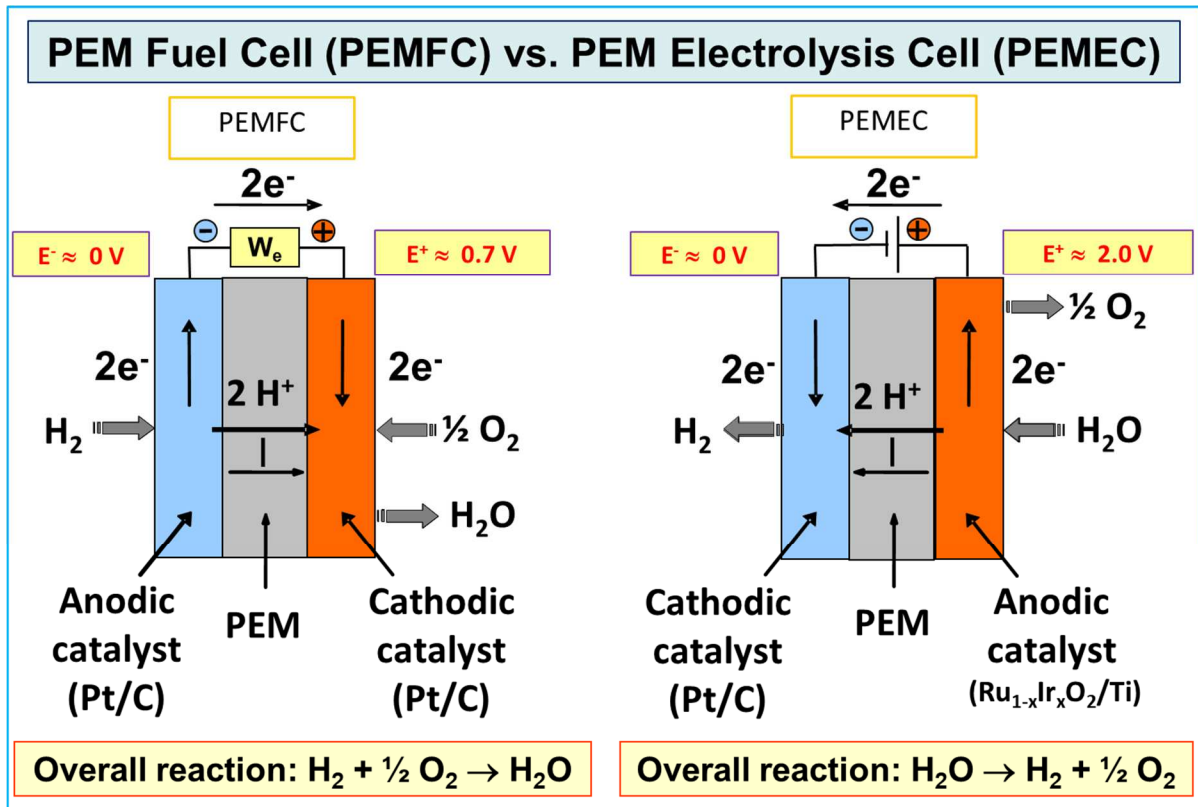 PEM Fuel Cell (PEMFC) vs. PEM Electrolysis Cell (PEMEC)
PEMFC
2e⁻
− Wₑ +
E⁻ ≈ 0 V
E⁺ ≈ 0.7 V
2e⁻
2e⁻
2 H⁺
H₂
½ O₂
I
H₂O
Anodic
catalyst
(Pt/C)
PEM
Cathodic
catalyst
(Pt/C)
Overall reaction: H₂ + ½ O₂ → H₂O
PEMEC
2e⁻
− +
E⁻ ≈ 0 V
E⁺ ≈ 2.0 V
½ O₂
2e⁻
2e⁻
2 H⁺
H₂
H₂O
I
Cathodic
catalyst
(Pt/C)
PEM
Anodic
catalyst
(Ru₁₋ₓIrₓO₂/Ti)
Overall reaction: H₂O → H₂ + ½ O₂